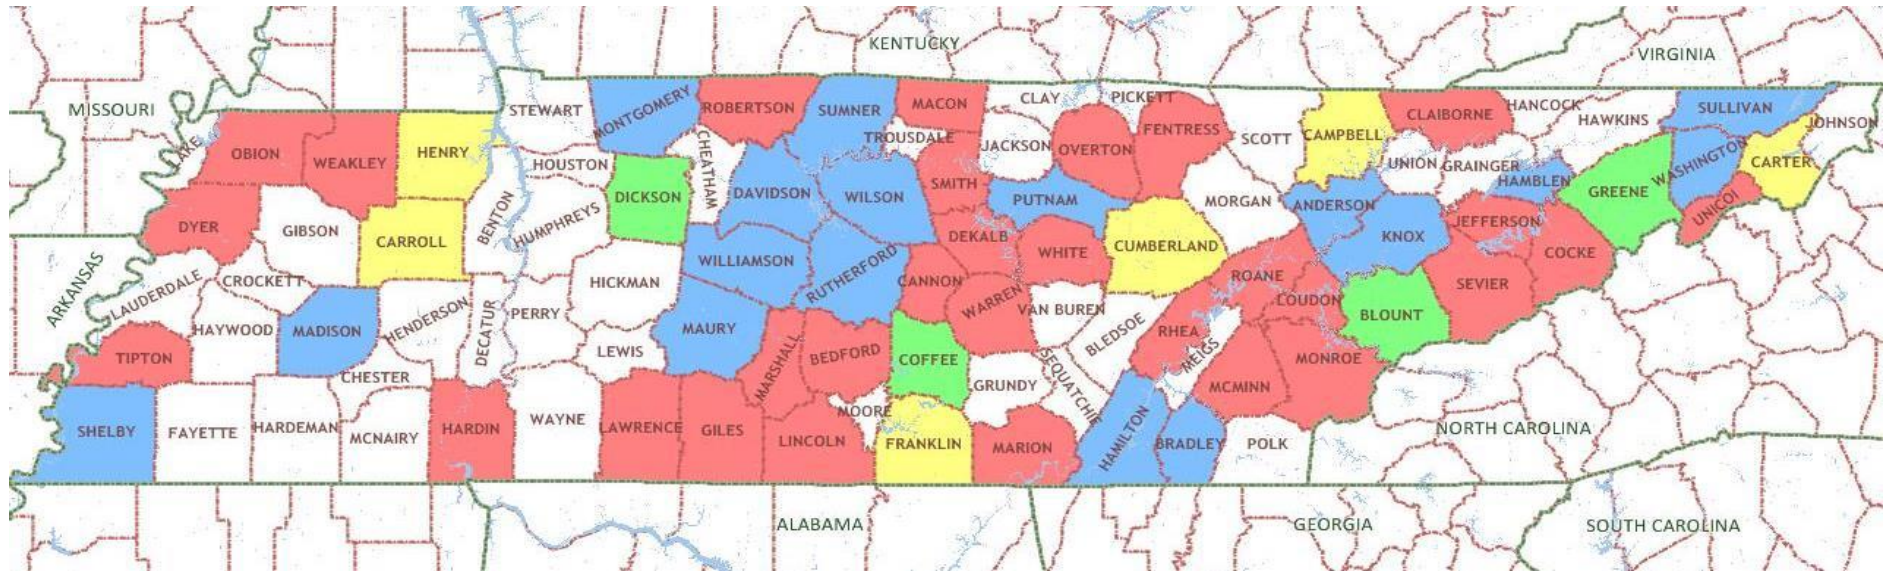 KENTUCKY
VIRGINIA
MISSOURI
STEWART
MONTGOMERY
ROBERTSON
SUMNER
MACON
CLAY
PICKETT
CLAIBORNE
HANCOCK
HAWKINS
SULLIVAN
JOHNSON
LAKE
OBION
WEAKLEY
HENRY
HOUSTON
CHEATHAM
TROUSDALE
JACKSON
OVERTON
FENTRESS
SCOTT
CAMPBELL
UNION
GRAINGER
HAMBLEN
GREENE
WASHINGTON
CARTER
UNICOI
DYER
GIBSON
CARROLL
BENTON
HUMPHREYS
DICKSON
DAVIDSON
WILSON
SMITH
PUTNAM
MORGAN
ANDERSON
KNOX
JEFFERSON
COCKE
ARKANSAS
LAUDERDALE
CROCKETT
HICKMAN
WILLIAMSON
RUTHERFORD
DEKALB
CANNON
WHITE
CUMBERLAND
ROANE
LOUDON
SEVIER
BLOUNT
HAYWOOD
MADISON
HENDERSON
DECATUR
PERRY
LEWIS
MAURY
WARREN
VAN BUREN
BLEDSOE
RHEA
MEIGS
MONROE
TIPTON
CHESTER
MARSHALL
BEDFORD
COFFEE
GRUNDY
SEQUATCHIE
MCMINN
SHELBY
FAYETTE
HARDEMAN
MCNAIRY
HARDIN
WAYNE
LAWRENCE
GILES
LINCOLN
MOORE
FRANKLIN
MARION
HAMILTON
BRADLEY
POLK
NORTH CAROLINA
ALABAMA
GEORGIA
SOUTH CAROLINA